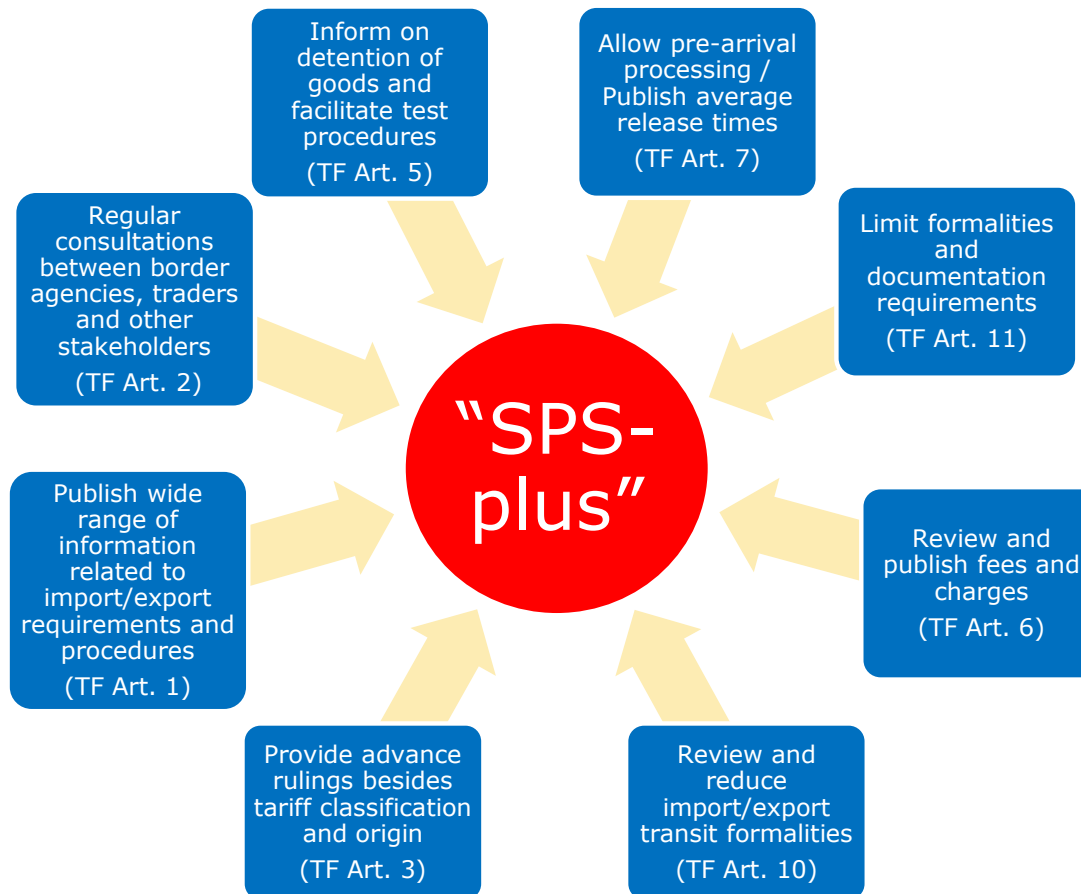 Inform on
detention of
goods and
facilitate test
procedures
(TF Art. 5)
Allow pre-arrival
processing /
Publish average
release times
(TF Art. 7)
Regular
consultations
between border
agencies, traders
and other
stakeholders
(TF Art. 2)
Limit formalities
and
documentation
requirements
(TF Art. 11)
“SPS-
plus”
Publish wide
range of
information
related to
import/export
requirements and
procedures
(TF Art. 1)
Review and
publish fees and
charges
(TF Art. 6)
Provide advance
rulings besides
tariff classification
and origin
(TF Art. 3)
Review and
reduce
import/export
transit formalities
(TF Art. 10)